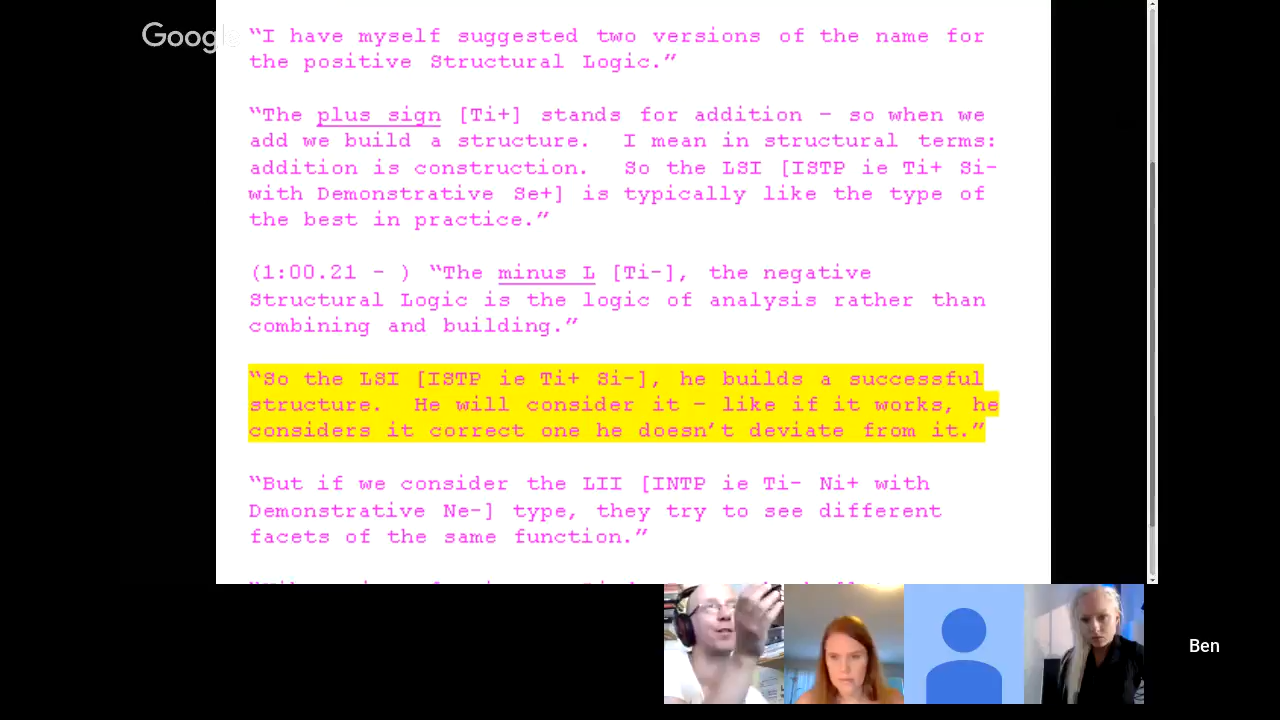 Google
“I have myself suggested two versions of the name for
the positive Structural Logic.”
“The plus sign [Ti+] stands for addition – so when we
add we build a structure. I mean in structural terms:
addition is construction. So the LSI [ISTP ie Ti+ Si-
with Demonstrative Se+] is typically like the type of
the best in practice.”
(1:00.21 - ) “The minus L [Ti-], the negative
Structural Logic is the logic of analysis rather than
combining and building.”
“So the LSI [ISTP ie Ti+ Si-], he builds a successful
structure. He will consider it – like if it works, he
considers it correct one he doesn’t deviate from it.”
“But if we consider the LII [INTP ie Ti- Ni+ with
Demonstrative Ne-] type, they try to see different
facets of the same function.”
Ben